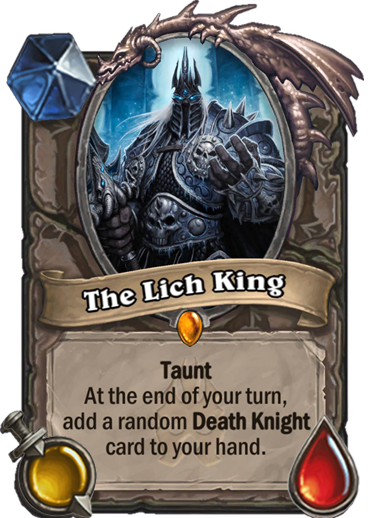 The Lich King
Taunt
At the end of your turn,
add a random Death Knight
card to your hand.